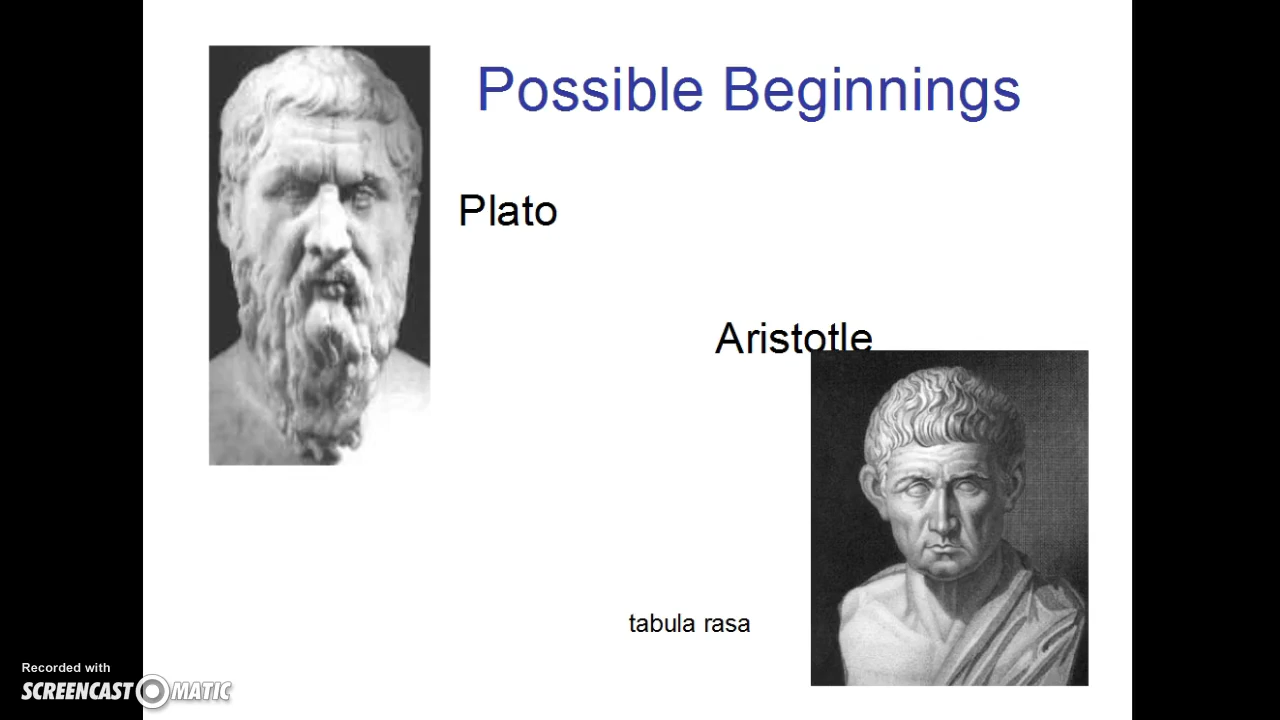 Possible Beginnings
Plato
Aristotle
tabula rasa
Recorded with
SCREENCAST MATIC